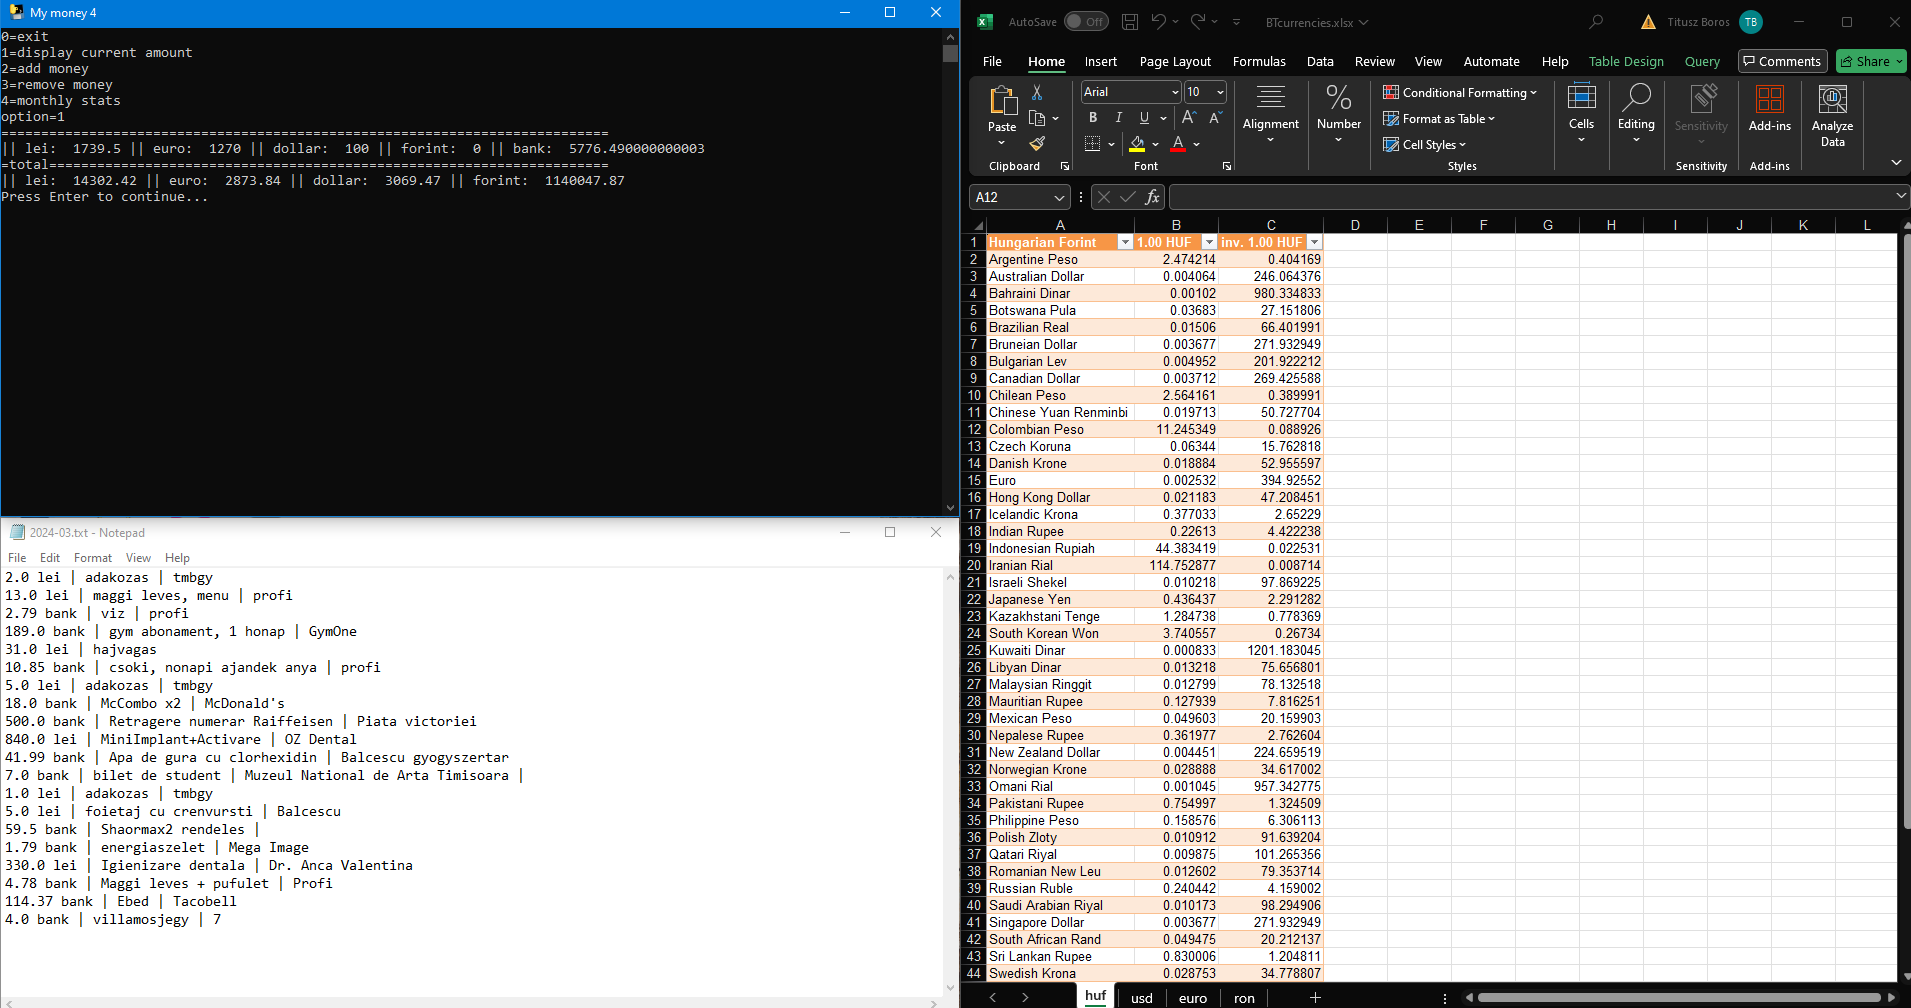 My money 4
0=exit
1=display current amount
2=add money
3=remove money
4=monthly stats
option=1
============================================================================
|| lei:  1739.5 || euro:  1270 || dollar:  100 || forint:  0 || bank:  5776.490000000003
=total======================================================================
|| lei:  14302.42 || euro:  2873.84 || dollar:  3069.47 || forint:  1140047.87
Press Enter to continue...
2024-03.txt - Notepad
File Edit Format View Help
2.0 lei | adakozas | tmbgy
13.0 lei | maggi leves, menu | profi
2.79 bank | viz | profi
189.0 bank | gym abonament, 1 honap | GymOne
31.0 lei | hajvagas
10.85 bank | csoki, nonapi ajandek anya | profi
5.0 lei | adakozas | tmbgy
18.0 bank | McCombo x2 | McDonald's
500.0 bank | Retragere numerar Raiffeisen | Piata victoriei
840.0 lei | MiniImplant+Activare | OZ Dental
41.99 bank | Apa de gura cu clorhexidin | Balcescu gyogyszertar
7.0 bank | bilet de student | Muzeul National de Arta Timisoara |
1.0 lei | adakozas | tmbgy
5.0 lei | foietaj cu crenvursti | Balcescu
59.5 bank | Shaormax2 rendeles |
1.79 bank | energiaszelet | Mega Image
330.0 lei | Igienizare dentala | Dr. Anca Valentina
4.78 bank | Maggi leves + pufulet | Profi
114.37 bank | Ebed | Tacobell
4.0 bank | villamosjegy | 7
AutoSave Off BTcurrencies.xlsx Titusz Boros TB
File Home Insert Page Layout Formulas Data Review View Automate Help Table Design Query Comments Share
Paste Arial 10 B I U A A A Alignment Number % Conditional Formatting Format as Table Cell Styles Cells Editing Sensitivity Add-ins Analyze Data
Clipboard Font Styles Sensitivity Add-ins
A12 fx
A B C D E F G H I J K L
1 Hungarian Forint 1.00 HUF inv. 1.00 HUF
2 Argentine Peso 2.474214 0.404169
3 Australian Dollar 0.004064 246.064376
4 Bahraini Dinar 0.00102 980.334833
5 Botswana Pula 0.03683 27.151806
6 Brazilian Real 0.01506 66.401991
7 Bruneian Dollar 0.003677 271.932949
8 Bulgarian Lev 0.004952 201.922212
9 Canadian Dollar 0.003712 269.425588
10 Chilean Peso 2.564161 0.389991
11 Chinese Yuan Renminbi 0.019713 50.727704
12 Colombian Peso 11.245349 0.088926
13 Czech Koruna 0.06344 15.762818
14 Danish Krone 0.018884 52.955597
15 Euro 0.002532 394.92552
16 Hong Kong Dollar 0.021183 47.208451
17 Icelandic Krona 0.377033 2.65229
18 Indian Rupee 0.22613 4.422238
19 Indonesian Rupiah 44.383419 0.022531
20 Iranian Rial 114.752877 0.008714
21 Israeli Shekel 0.010218 97.869225
22 Japanese Yen 0.436437 2.291282
23 Kazakhstani Tenge 1.284738 0.778369
24 South Korean Won 3.740557 0.26734
25 Kuwaiti Dinar 0.000833 1201.183045
26 Libyan Dinar 0.013218 75.656801
27 Malaysian Ringgit 0.012799 78.132518
28 Mauritian Rupee 0.127939 7.816251
29 Mexican Peso 0.049603 20.159903
30 Nepalese Rupee 0.361977 2.762604
31 New Zealand Dollar 0.004451 224.659519
32 Norwegian Krone 0.028888 34.617002
33 Omani Rial 0.001045 957.342775
34 Pakistani Rupee 0.754997 1.324509
35 Philippine Peso 0.158576 6.306113
36 Polish Zloty 0.010912 91.639204
37 Qatari Riyal 0.009875 101.265356
38 Romanian New Leu 0.012602 79.353714
39 Russian Ruble 0.240442 4.159002
40 Saudi Arabian Riyal 0.010173 98.294906
41 Singapore Dollar 0.003677 271.932949
42 South African Rand 0.049475 20.212137
43 Sri Lankan Rupee 0.830006 1.204811
44 Swedish Krona 0.028753 34.778807
huf usd euro ron